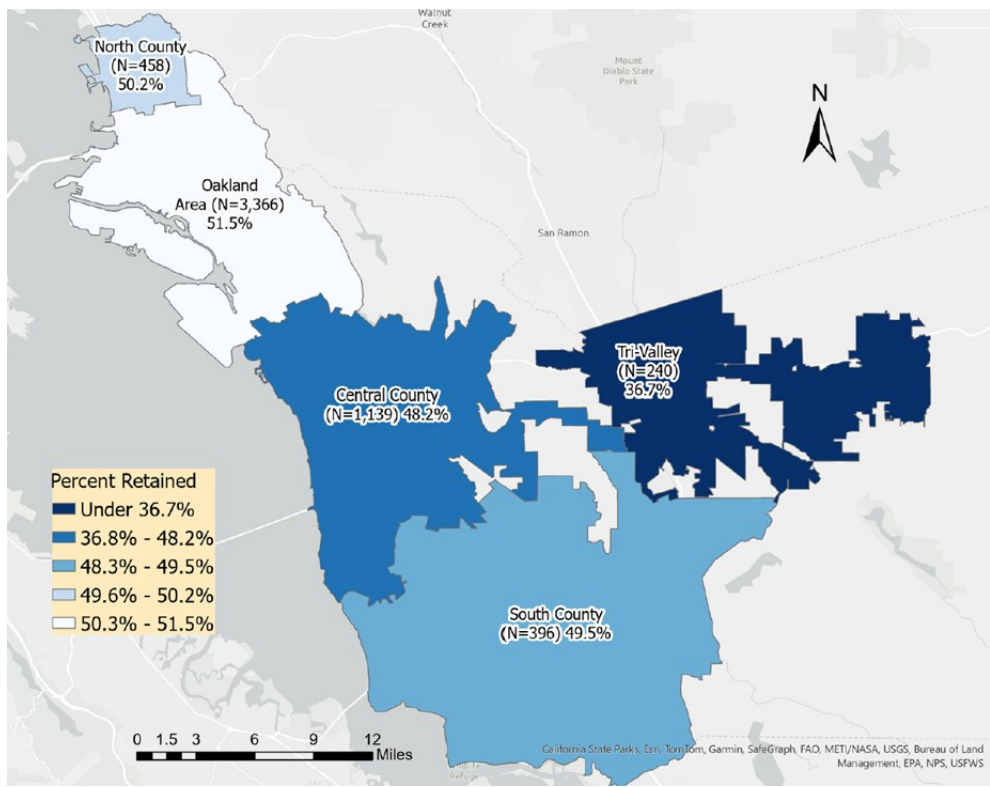 Walnut
Creek
North County
(N=458)
50.2%
Mount
Diablo State
Park
N
Oakland
Area (N=3,366)
51.5%
San Ramon
Tri-Valley
(N=240)
36.7%
Central County
(N=1,139) 48.2%
Percent Retained
Under 36.7%
36.8% - 48.2%
48.3% - 49.5%
49.6% - 50.2%
50.3% - 51.5%
South County
(N=396) 49.5%
0 1.5 3 6 9 12
Miles
California State Parks, Esri, TomTom, Garmin, SafeGraph, FAO, METI/NASA, USGS, Bureau of Land
Management, EPA, NPS, USFWS
Refuge